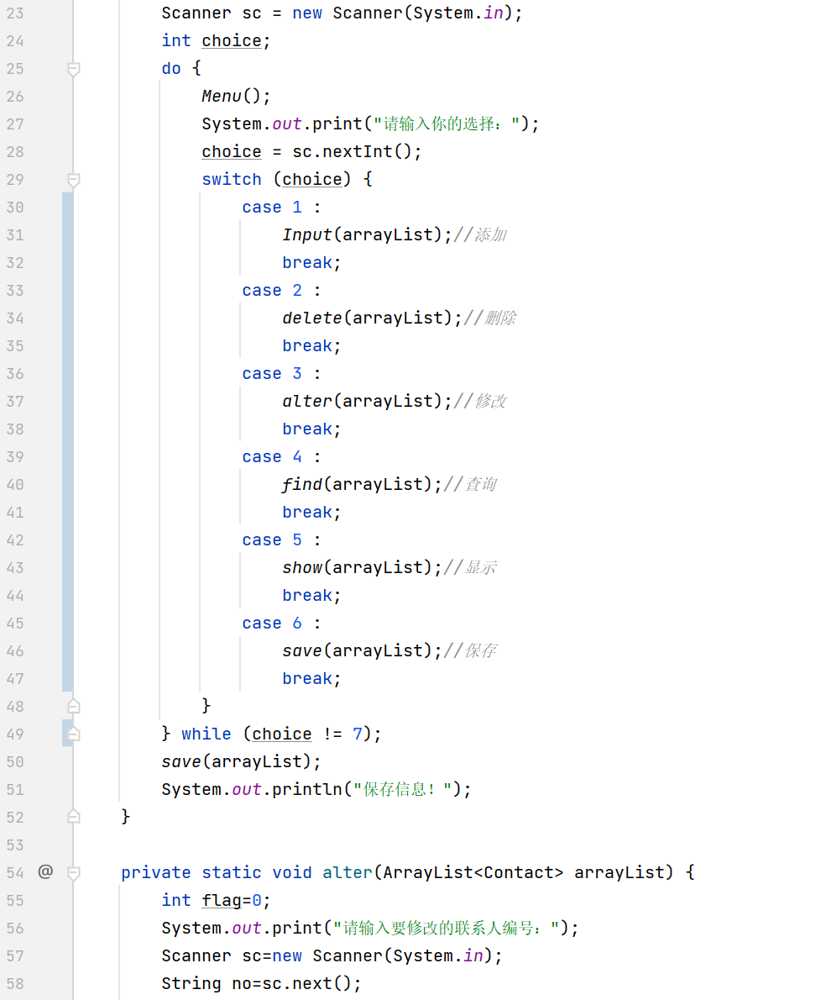 23 Scanner sc = new Scanner(System.in);
24 int choice;
25 do {
26 Menu();
27 System.out.print("请输入你的选择：");
28 choice = sc.nextInt();
29 switch (choice) {
30 case 1 :
31 Input(arrayList);//添加
32 break;
33 case 2 :
34 delete(arrayList);//删除
35 break;
36 case 3 :
37 alter(arrayList);//修改
38 break;
39 case 4 :
40 find(arrayList);//查询
41 break;
42 case 5 :
43 show(arrayList);//显示
44 break;
45 case 6 :
46 save(arrayList);//保存
47 break;
48 }
49 } while (choice != 7);
50 save(arrayList);
51 System.out.println("保存信息！");
52 }
53
54 @ private static void alter(ArrayList<Contact> arrayList) {
55 int flag=0;
56 System.out.print("请输入要修改的联系人编号：");
57 Scanner sc=new Scanner(System.in);
58 String no=sc.next();